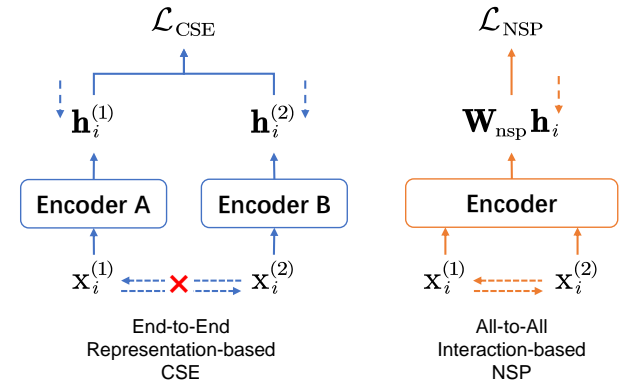 ℒ_CSE
ℒ_NSP
𝐡_i^(1) 𝐡_i^(2)
𝐖_nsp 𝐡_i
Encoder A Encoder B
Encoder
x_i^(1) x_i^(2)
x_i^(1) x_i^(2)
End-to-End
Representation-based
CSE
All-to-All
Interaction-based
NSP